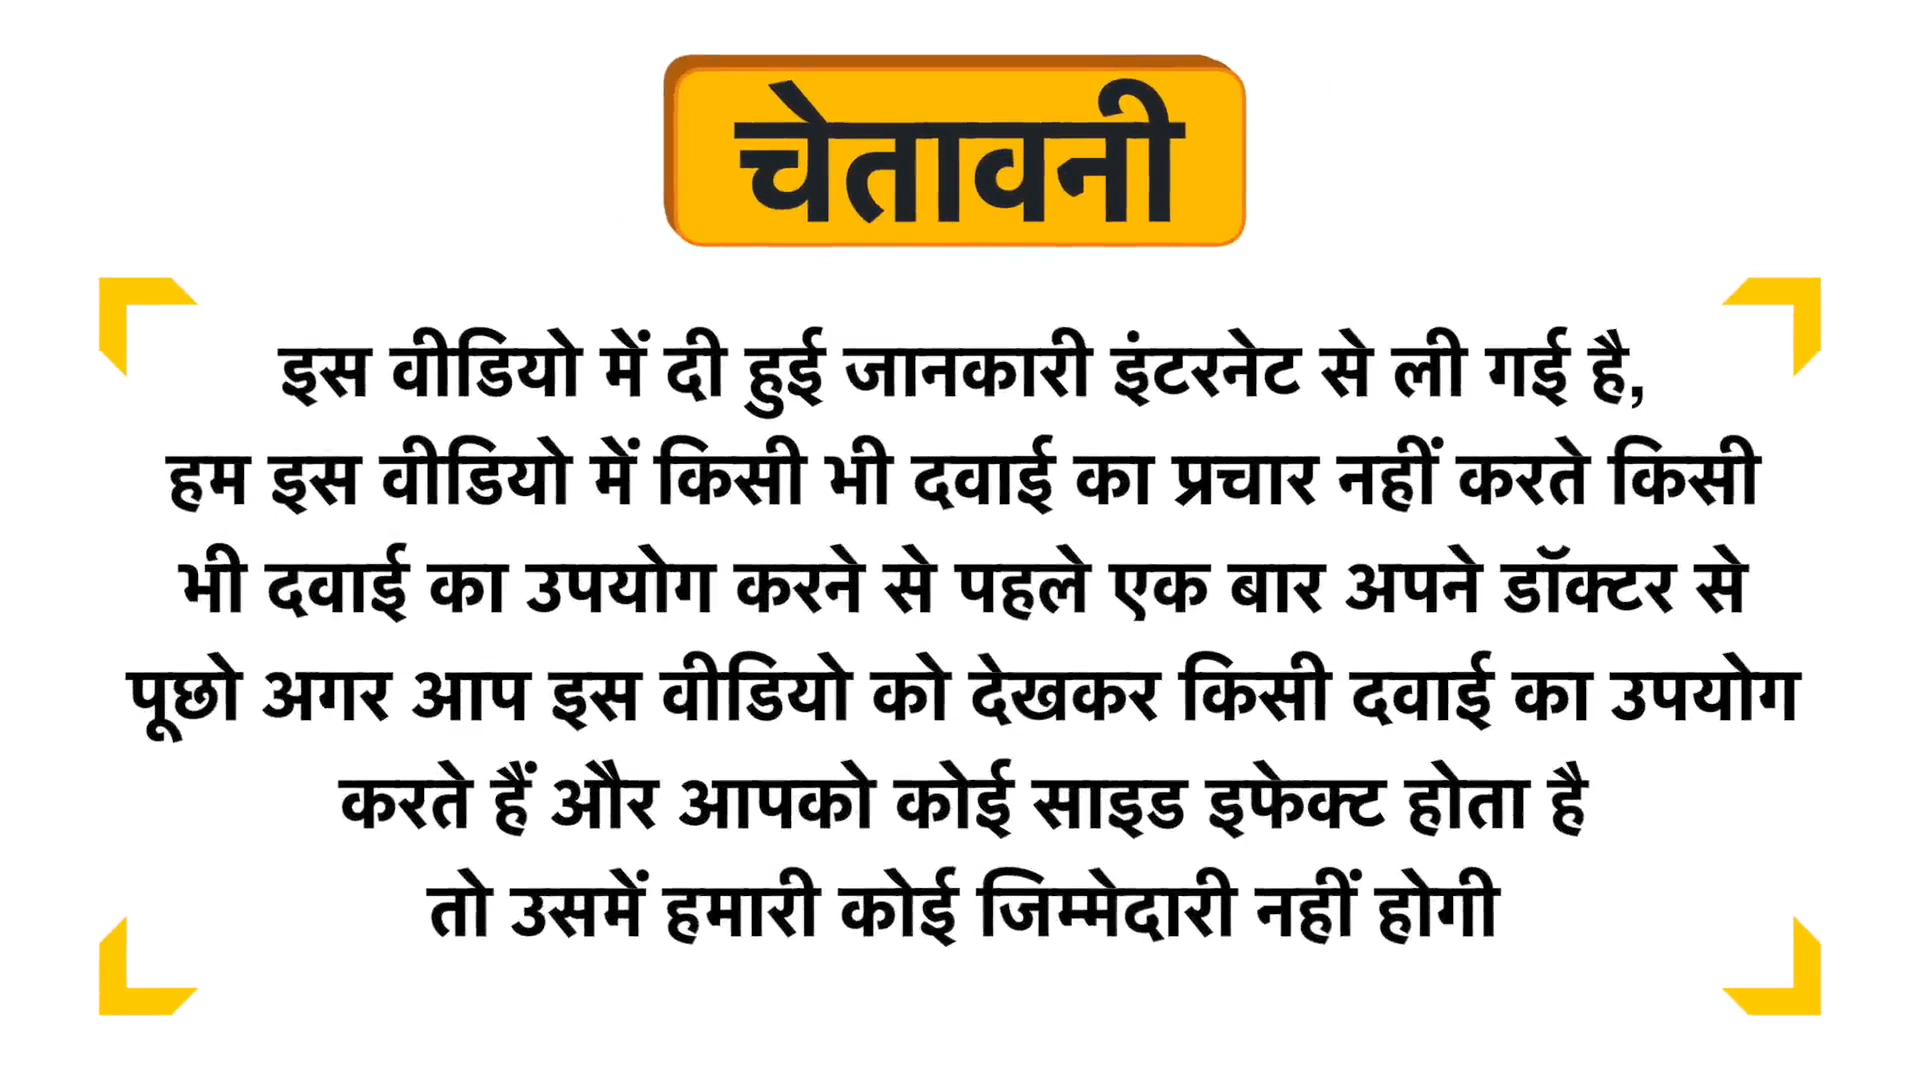 चेतावनी
इस वीडियो में दी हुई जानकारी इंटरनेट से ली गई है,
हम इस वीडियो में किसी भी दवाई का प्रचार नहीं करते किसी
भी दवाई का उपयोग करने से पहले एक बार अपने डॉक्टर से
पूछो अगर आप इस वीडियो को देखकर किसी दवाई का उपयोग
करते हैं और आपको कोई साइड इफेक्ट होता है
तो उसमें हमारी कोई जिम्मेदारी नहीं होगी